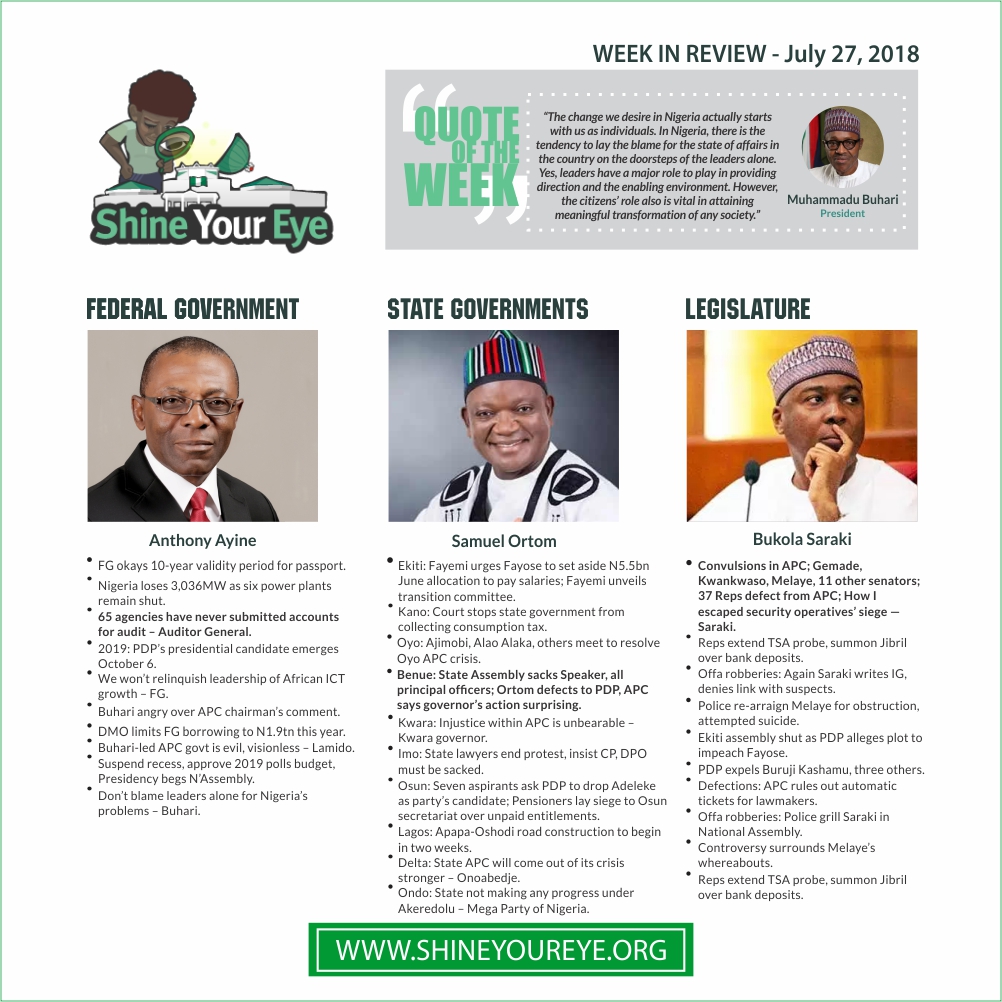 WEEK IN REVIEW - July 27, 2018
Shine Your Eye
“
QUOTE
OF THE
WEEK
”
“The change we desire in Nigeria actually starts
with us as individuals. In Nigeria, there is the
tendency to lay the blame for the state of affairs in
the country on the doorsteps of the leaders alone.
Yes, leaders have a major role to play in providing
direction and the enabling environment. However,
the citizens’ role also is vital in attaining
meaningful transformation of any society.”
Muhammadu Buhari
President
FEDERAL GOVERNMENT
Anthony Ayine
• FG okays 10-year validity period for passport.
• Nigeria loses 3,036MW as six power plants
remain shut.
• 65 agencies have never submitted accounts
for audit – Auditor General.
• 2019: PDP’s presidential candidate emerges
October 6.
• We won’t relinquish leadership of African ICT
growth – FG.
• Buhari angry over APC chairman’s comment.
• DMO limits FG borrowing to N1.9tn this year.
• Buhari-led APC govt is evil, visionless – Lamido.
• Suspend recess, approve 2019 polls budget,
Presidency begs N’Assembly.
• Don’t blame leaders alone for Nigeria’s
problems – Buhari.
STATE GOVERNMENTS
Samuel Ortom
• Ekiti: Fayemi urges Fayose to set aside N5.5bn
June allocation to pay salaries; Fayemi unveils
transition committee.
• Kano: Court stops state government from
collecting consumption tax.
• Oyo: Ajimobi, Alao Alaka, others meet to resolve
Oyo APC crisis.
• Benue: State Assembly sacks Speaker, all
principal officers; Ortom defects to PDP, APC
says governor’s action surprising.
• Kwara: Injustice within APC is unbearable –
Kwara governor.
• Imo: State lawyers end protest, insist CP, DPO
must be sacked.
• Osun: Seven aspirants ask PDP to drop Adeleke
as party’s candidate; Pensioners lay siege to Osun
secretariat over unpaid entitlements.
• Lagos: Apapa-Oshodi road construction to begin
in two weeks.
• Delta: State APC will come out of its crisis
stronger – Onoabedje.
• Ondo: State not making any progress under
Akeredolu – Mega Party of Nigeria.
LEGISLATURE
Bukola Saraki
• Convulsions in APC; Gemade,
Kwankwaso, Melaye, 11 other senators;
37 Reps defect from APC; How I
escaped security operatives’ siege —
Saraki.
• Reps extend TSA probe, summon Jibril
over bank deposits.
• Offa robberies: Again Saraki writes IG,
denies link with suspects.
• Police re-arraign Melaye for obstruction,
attempted suicide.
• Ekiti assembly shut as PDP alleges plot to
impeach Fayose.
• PDP expels Buruji Kashamu, three others.
• Defections: APC rules out automatic
tickets for lawmakers.
• Offa robberies: Police grill Saraki in
National Assembly.
• Controversy surrounds Melaye’s
whereabouts.
• Reps extend TSA probe, summon Jibril
over bank deposits.
WWW.SHINEYOUREYE.ORG